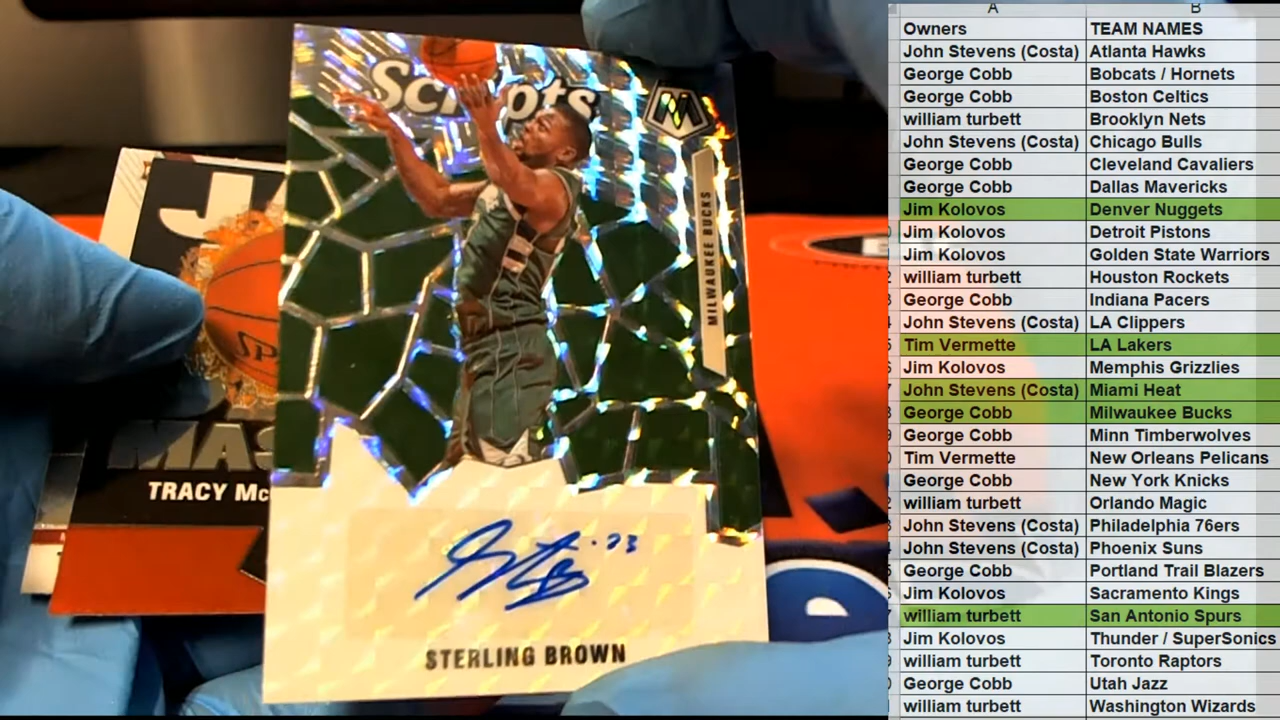 Scripts
M
MILWAUKEE BUCKS
STERLING BROWN
MAS
TRACY Mc
SP
A B
Owners TEAM NAMES
John Stevens (Costa) Atlanta Hawks
George Cobb Bobcats / Hornets
George Cobb Boston Celtics
william turbett Brooklyn Nets
John Stevens (Costa) Chicago Bulls
George Cobb Cleveland Cavaliers
George Cobb Dallas Mavericks
Jim Kolovos Denver Nuggets
Jim Kolovos Detroit Pistons
Jim Kolovos Golden State Warriors
william turbett Houston Rockets
George Cobb Indiana Pacers
John Stevens (Costa) LA Clippers
Tim Vermette LA Lakers
Jim Kolovos Memphis Grizzlies
John Stevens (Costa) Miami Heat
George Cobb Milwaukee Bucks
George Cobb Minn Timberwolves
Tim Vermette New Orleans Pelicans
George Cobb New York Knicks
william turbett Orlando Magic
John Stevens (Costa) Philadelphia 76ers
John Stevens (Costa) Phoenix Suns
George Cobb Portland Trail Blazers
Jim Kolovos Sacramento Kings
william turbett San Antonio Spurs
Jim Kolovos Thunder / SuperSonics
william turbett Toronto Raptors
George Cobb Utah Jazz
william turbett Washington Wizards